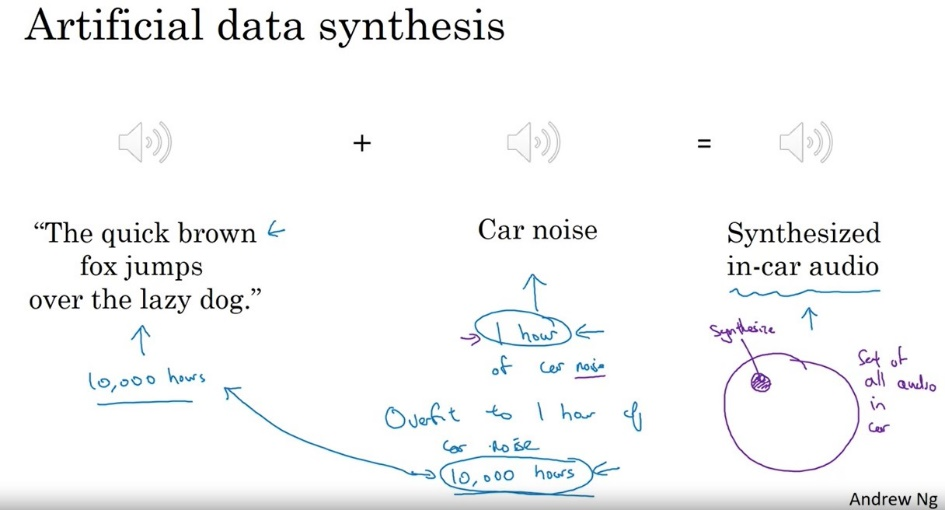 Artificial data synthesis
+
=
“The quick brown
fox jumps
over the lazy dog.”
10,000 hours
Car noise
1 hour
of car noise
Overfit to 1 hour of
car noise
10,000 hours
Synthesized
in-car audio
Synthesize
Set of
all audio
in
car
Andrew Ng